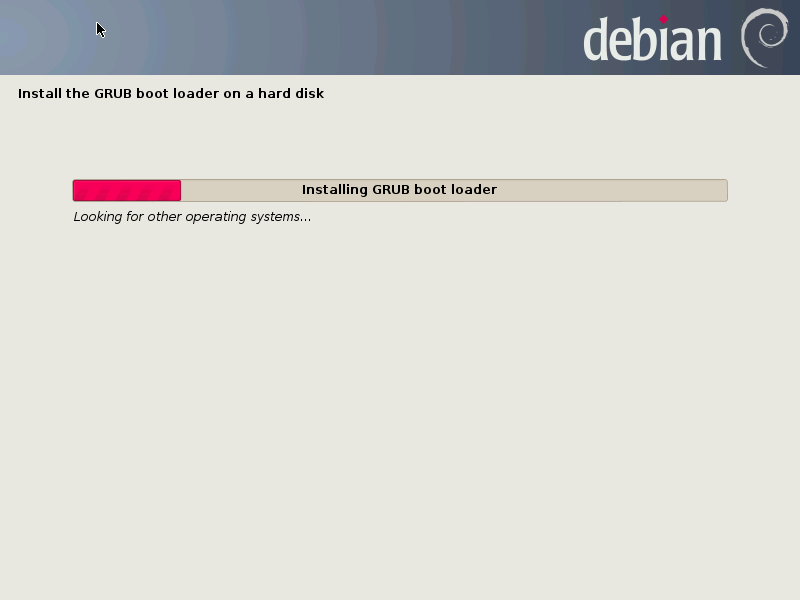 debian
Install the GRUB boot loader on a hard disk
Installing GRUB boot loader
Looking for other operating systems...